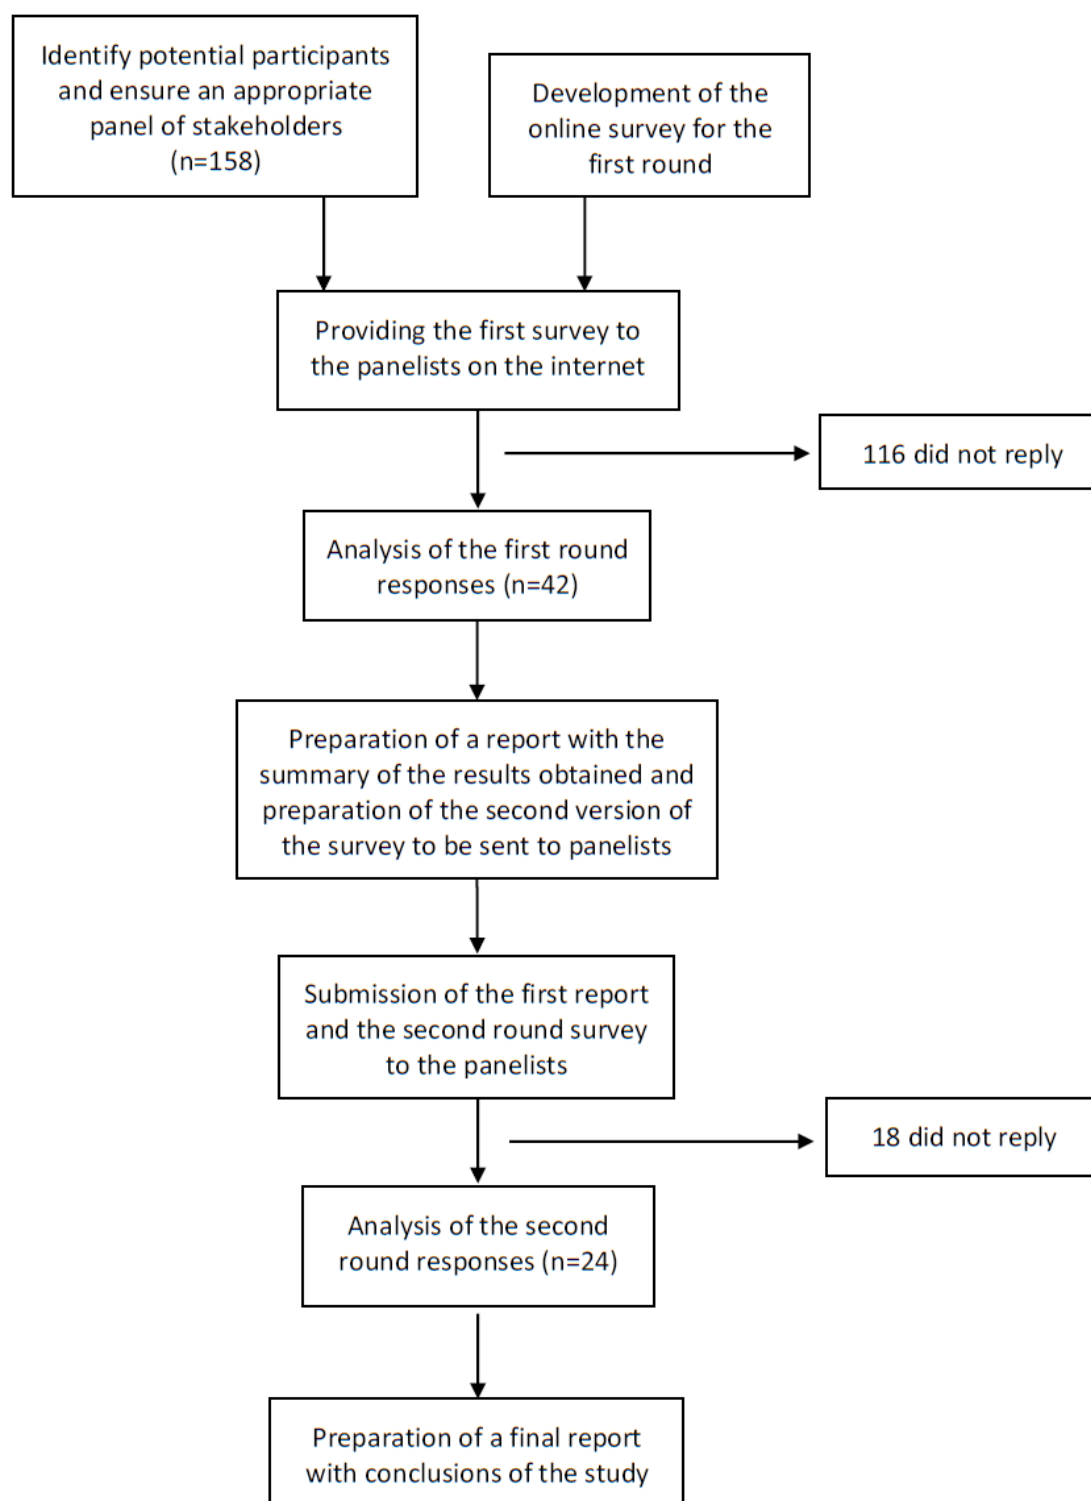 Identify potential participants
and ensure an appropriate
panel of stakeholders
(n=158)
Development of the
online survey for the
first round
Providing the first survey to
the panelists on the internet
116 did not reply
Analysis of the first round
responses (n=42)
Preparation of a report with the
summary of the results obtained and
preparation of the second version of
the survey to be sent to panelists
Submission of the first report
and the second round survey
to the panelists
18 did not reply
Analysis of the second
round responses (n=24)
Preparation of a final report
with conclusions of the study